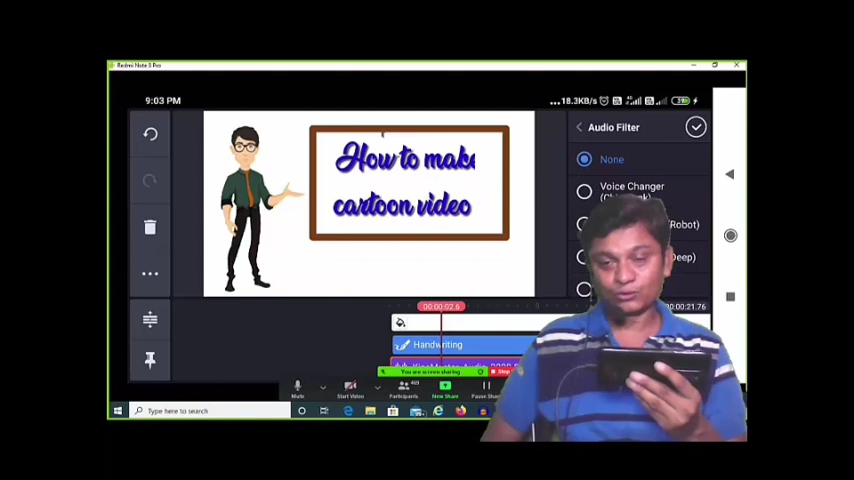 Redmi Note 8 Pro
9:03 PM
...18.3KB/s
39
Audio Filter
None
How to make
cartoon video
Voice Changer
(Robot)
Deep)
00:00:02.6
00:00:21.76
Handwriting
You are screen sharing
Stop
Mute
Start Video
Participants
New Share
Pause Share
Type here to search